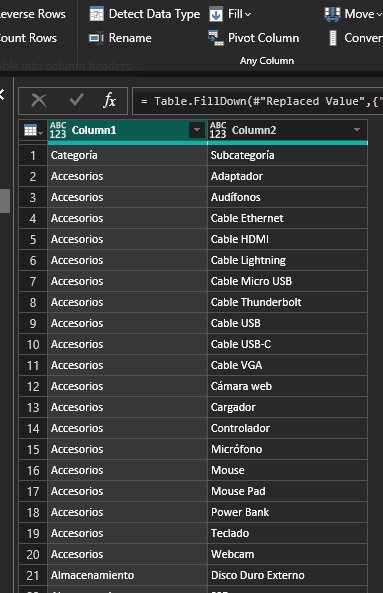 everse Rows
Detect Data Type
Fill
Move
ount Rows
Rename
Pivot Column
Conver
ble into column headers.
Any Column
fx
= Table.FillDown(#"Replaced Value",{"
ABC 123 Column1
ABC 123 Column2
1 Categoría Subcategoría
2 Accesorios Adaptador
3 Accesorios Audífonos
4 Accesorios Cable Ethernet
5 Accesorios Cable HDMI
6 Accesorios Cable Lightning
7 Accesorios Cable Micro USB
8 Accesorios Cable Thunderbolt
9 Accesorios Cable USB
10 Accesorios Cable USB-C
11 Accesorios Cable VGA
12 Accesorios Cámara web
13 Accesorios Cargador
14 Accesorios Controlador
15 Accesorios Micrófono
16 Accesorios Mouse
17 Accesorios Mouse Pad
18 Accesorios Power Bank
19 Accesorios Teclado
20 Accesorios Webcam
21 Almacenamiento Disco Duro Externo